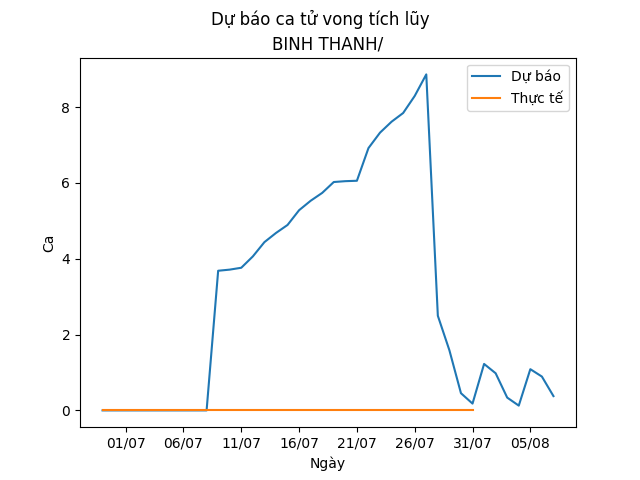 Dự báo ca tử vong tích lũy
BINH THANH/
Dự báo
Thực tế
Ca
8
6
4
2
0
01/07 06/07 11/07 16/07 21/07 26/07 31/07 05/08
Ngày